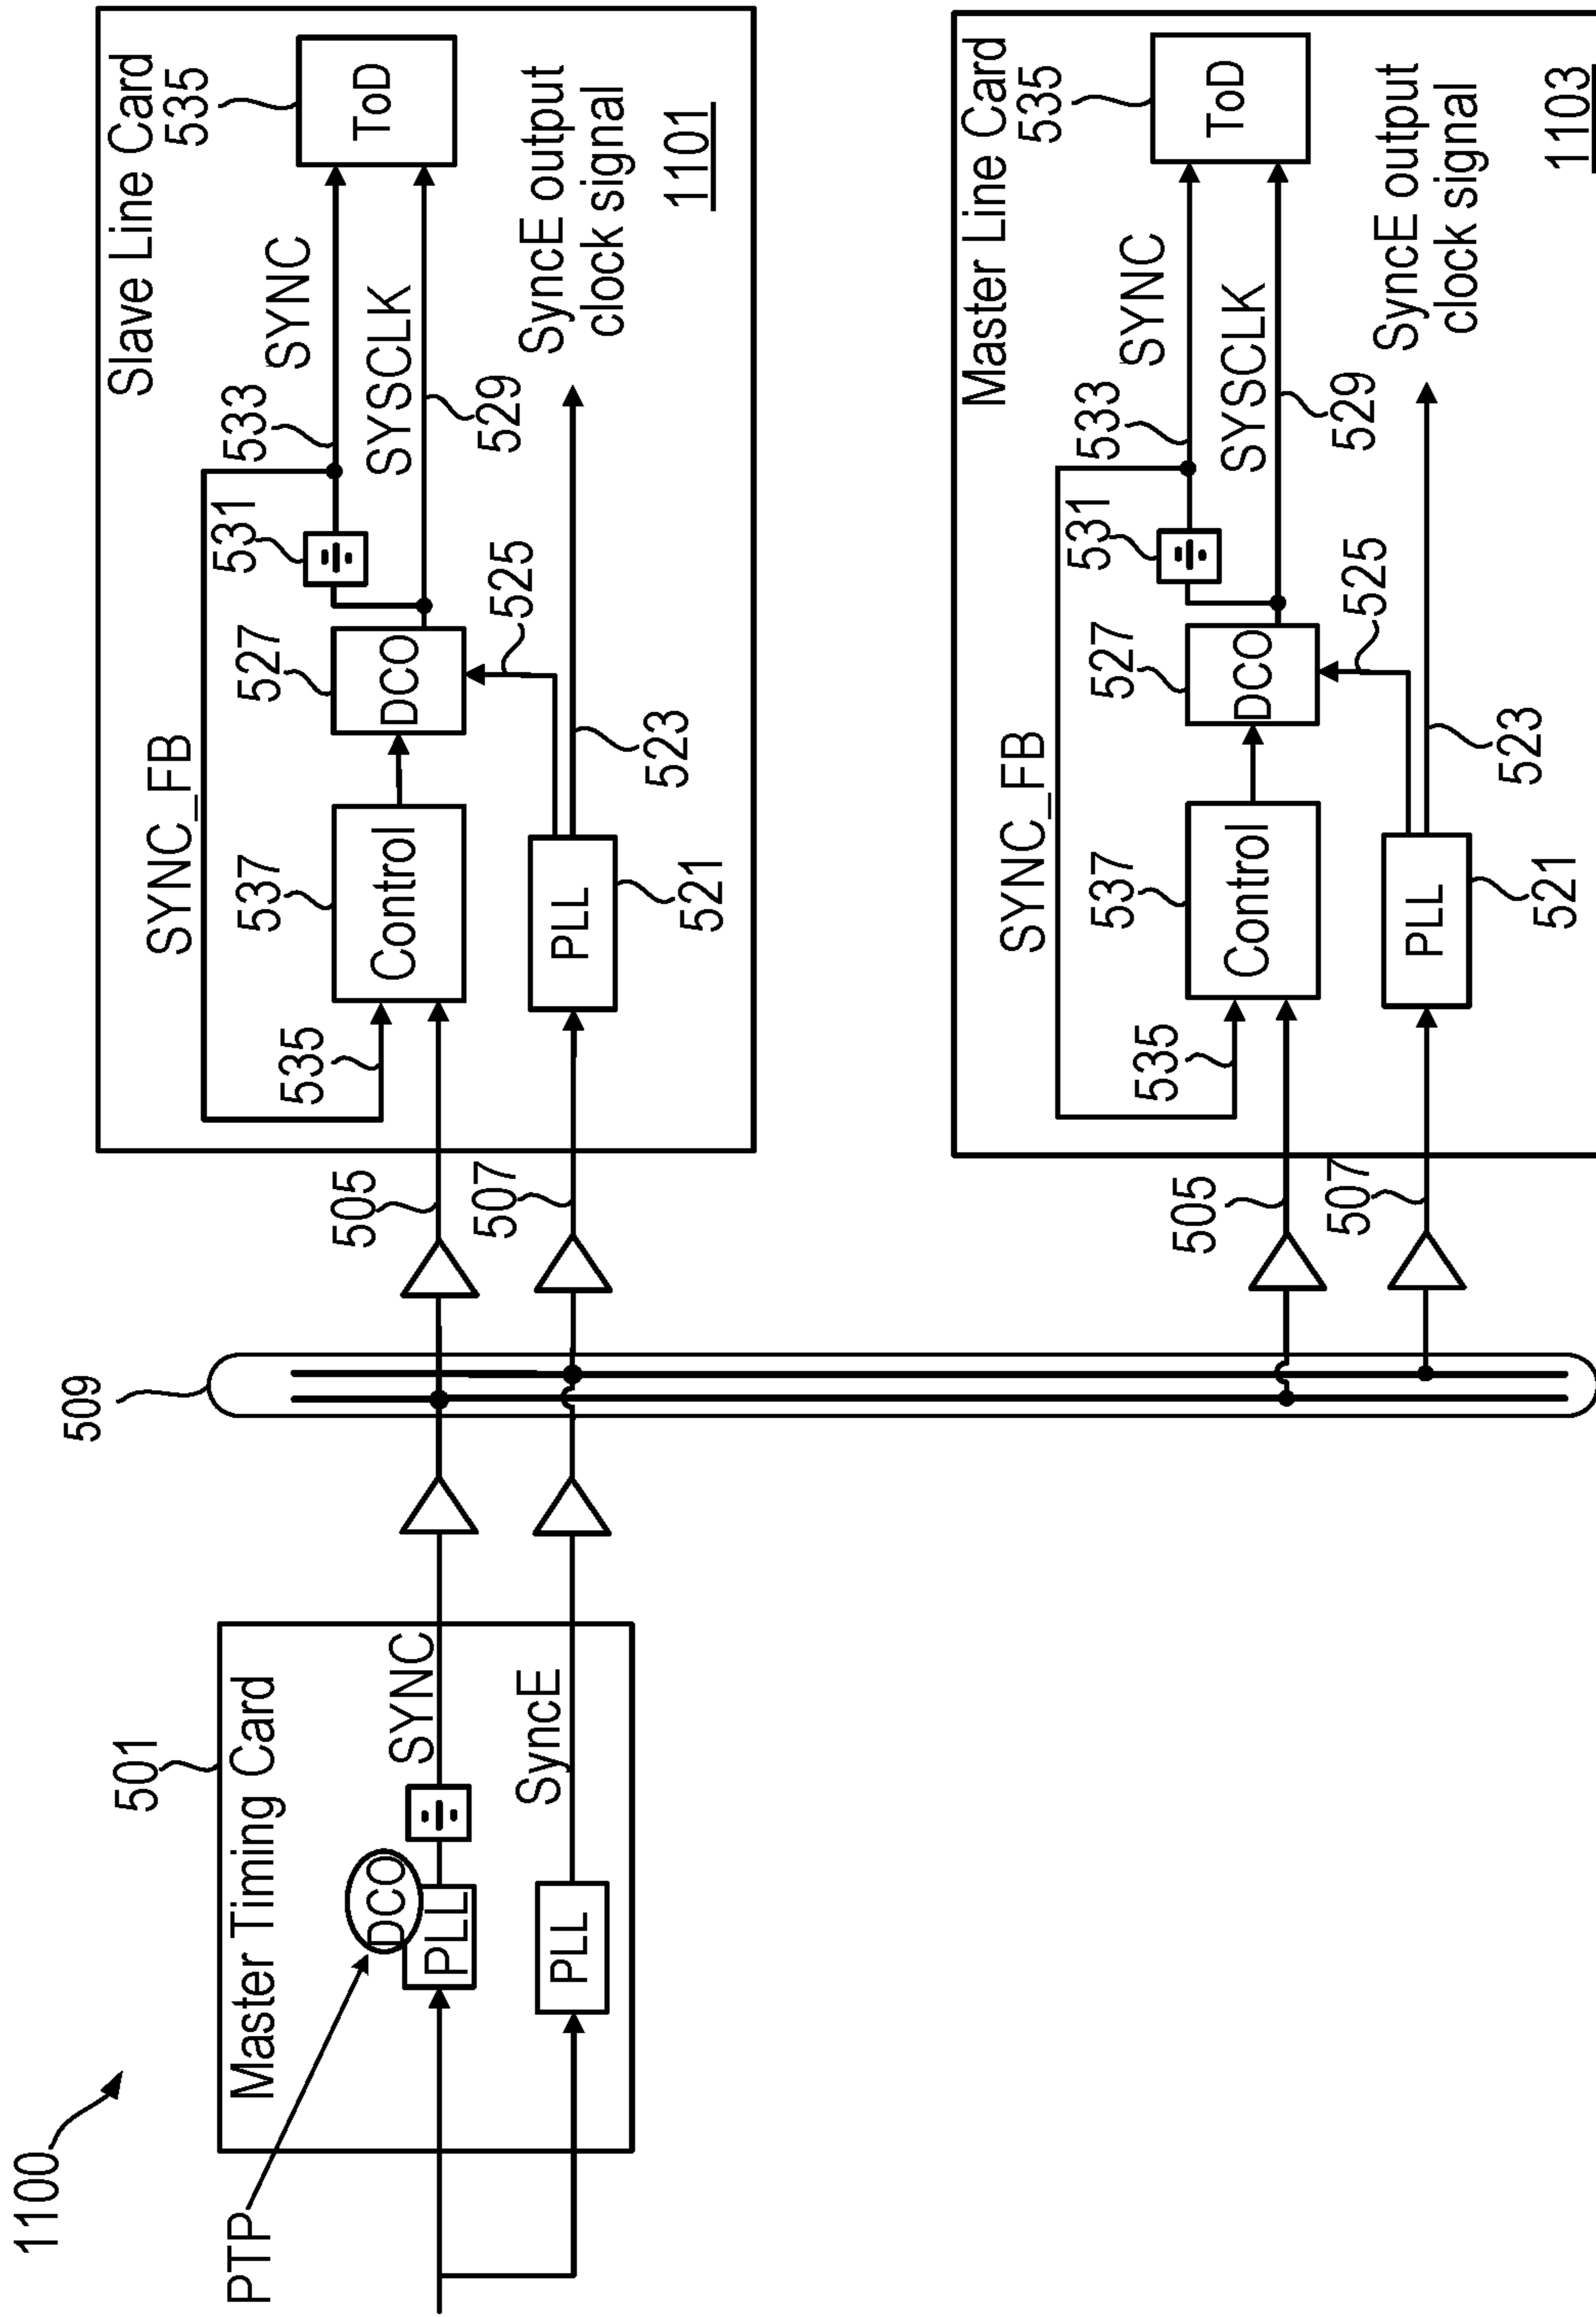 1100
PTP
501
Master Timing Card
DCO
PLL
÷
SYNC
PLL
SyncE
509
505
507
Slave Line Card
SYNC_FB
535
537
Control
527
DCO
531
÷
533
SYNC
SYSCLK
529
535
ToD
525
PLL
521
523
SyncE output
clock signal
1101
505
507
Master Line Card
SYNC_FB
535
537
Control
527
DCO
531
÷
533
SYNC
SYSCLK
529
535
ToD
525
PLL
521
523
SyncE output
clock signal
1103